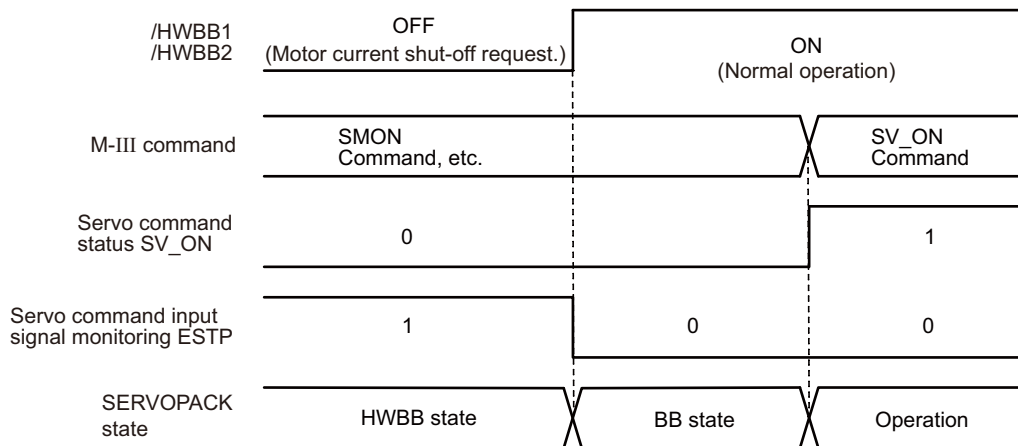 /HWBB1
/HWBB2
OFF
(Motor current shut-off request.)
ON
(Normal operation)
M-III command
SMON
Command, etc.
SV_ON
Command
Servo command
status SV_ON
0
1
Servo command input
signal monitoring ESTP
1
0
0
SERVOPACK
state
HWBB state
BB state
Operation